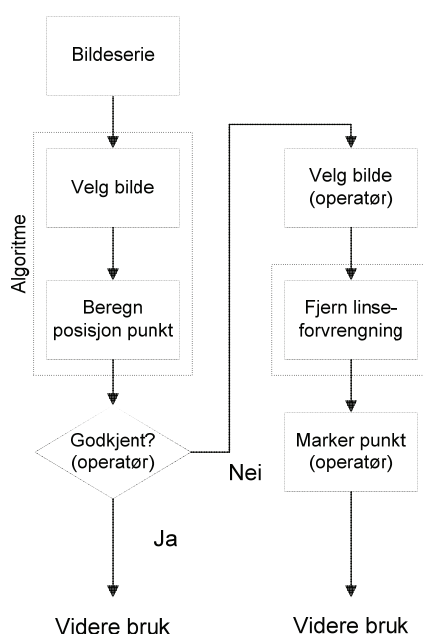 Bildeserie
Algoritme
Velg bilde
Beregn
posisjon punkt
Godkjent?
(operatør)
Nei
Ja
Videre bruk
Velg bilde
(operatør)
Fjern linse-
forvrengning
Marker punkt
(operatør)
Videre bruk